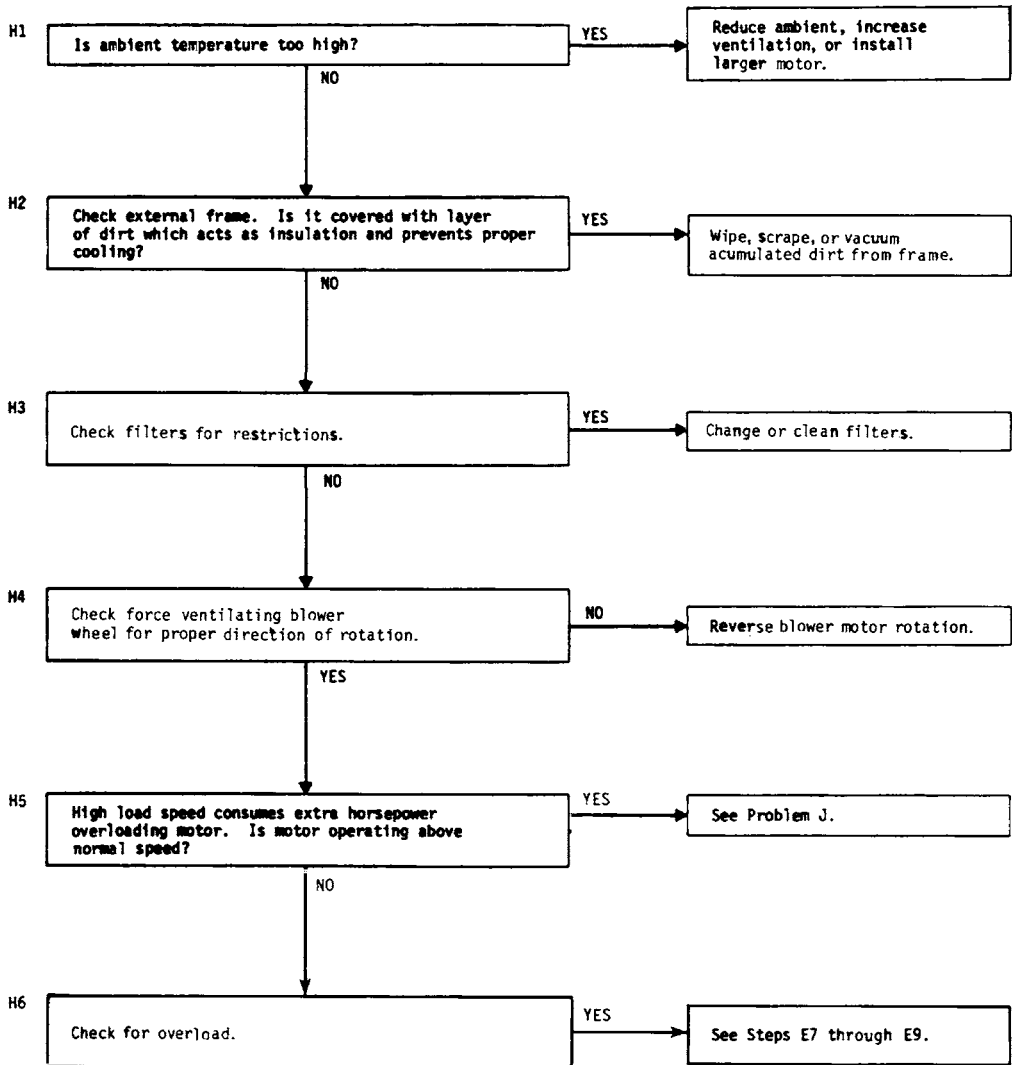 H1
Is ambient temperature too high?
YES
Reduce ambient, increase
ventilation, or install
larger motor.
NO
H2
Check external frame. Is it covered with layer
of dirt which acts as insulation and prevents proper
cooling?
YES
Wipe, scrape, or vacuum
acumulated dirt from frame.
NO
H3
Check filters for restrictions.
YES
Change or clean filters.
NO
H4
Check force ventilating blower
wheel for proper direction of rotation.
NO
Reverse blower motor rotation.
YES
H5
High load speed consumes extra horsepower
overloading motor. Is motor operating above
normal speed?
YES
See Problem J.
NO
H6
Check for overload.
YES
See Steps E7 through E9.